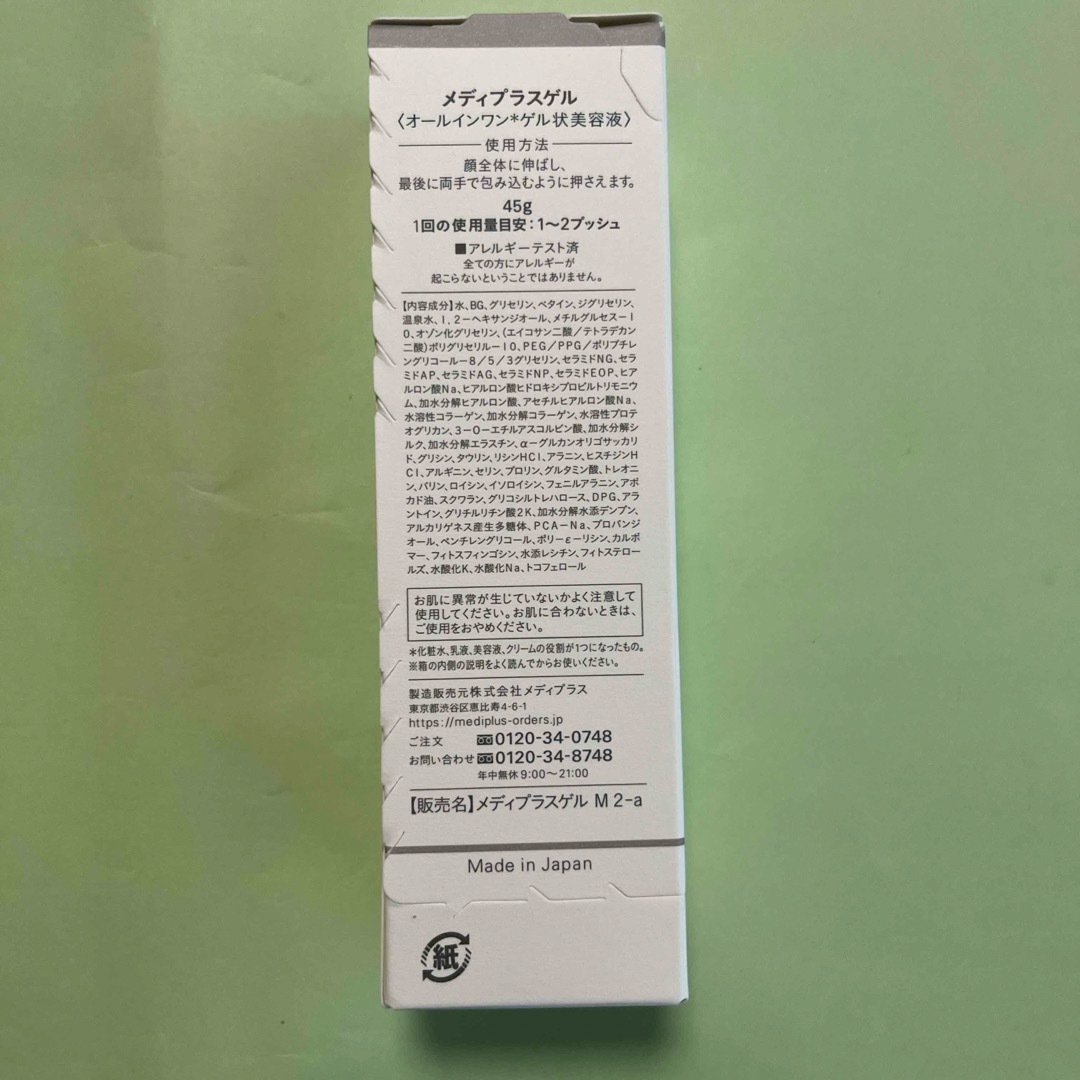 メディプラスゲル
〈オールインワン*ゲル状美容液〉
使用方法
顔全体に伸ばし、
最後に両手で包み込むように押さえます。
45g
1回の使用量目安:1〜2プッシュ
■アレルギーテスト済
全ての方にアレルギーが
起こらないということではありません。
【内容成分】水、BG、グリセリン、ベタイン、ジグリセリン、
温泉水、1,2-ヘキサンジオール、メチルグルセス-1
0、オゾン化グリセリン、(エイコサン二酸/テトラデカン
二酸)ポリグリセリル-10、PEG/PPG/ポリブチレ
ングリコール-8/5/3グリセリン、セラミドNG、セラ
ミドAP、セラミドAG、セラミドNP、セラミドEOP、ヒア
ルロン酸Na、ヒアルロン酸ヒドロキシプロピルトリモニウ
ム、加水分解ヒアルロン酸、アセチルヒアルロン酸Na、
水溶性コラーゲン、加水分解コラーゲン、水溶性プロテ
オグリカン、3-O-エチルアスコルビン酸、加水分解シ
ルク、加水分解エラスチン、α-グルカンオリゴサッカリ
ド、グリシン、タウリン、リシンHCl、アラニン、ヒスチジンH
Cl、アルギニン、セリン、プロリン、グルタミン酸、トレオニ
ン、バリン、ロイシン、イソロイシン、フェニルアラニン、アボ
カド油、スクワラン、グリコシルトレハロース、DPG、アラ
ントイン、グリチルリチン酸2K、加水分解水添デンプン、
アルカリゲネス産生多糖体、PCA-Na、プロパンジ
オール、ペンチレングリコール、ポリ-ε-リシン、カルボ
マー、フィトスフィンゴシン、水添レシチン、フィトステロー
ルズ、水酸化K、水酸化Na、トコフェロール
お肌に異常が生じていないかよく注意して
使用してください。お肌に合わないときは、
ご使用をおやめください。
*化粧水、乳液、美容液、クリームの役割が1つになったもの。
※箱の内側の説明をよく読んでからお使いください。
製造販売元株式会社メディプラス
東京都渋谷区恵比寿4-6-1
https://mediplus-orders.jp
ご注文 0120-34-0748
お問い合わせ 0120-34-8748
年中無休9:00〜21:00
【販売名】メディプラスゲル M 2-a
Made in Japan
紙